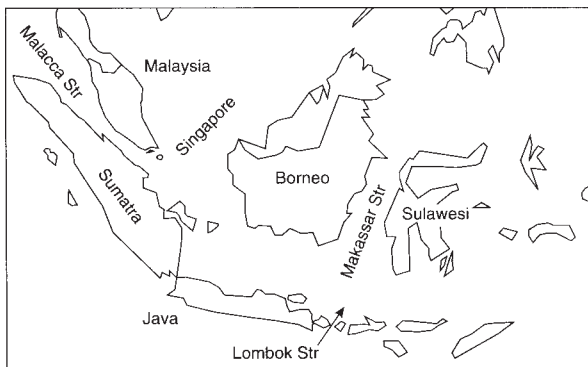 Malacca Str
Malaysia
Singapore
Sumatra
Borneo
Makassar Str
Sulawesi
Java
Lombok Str